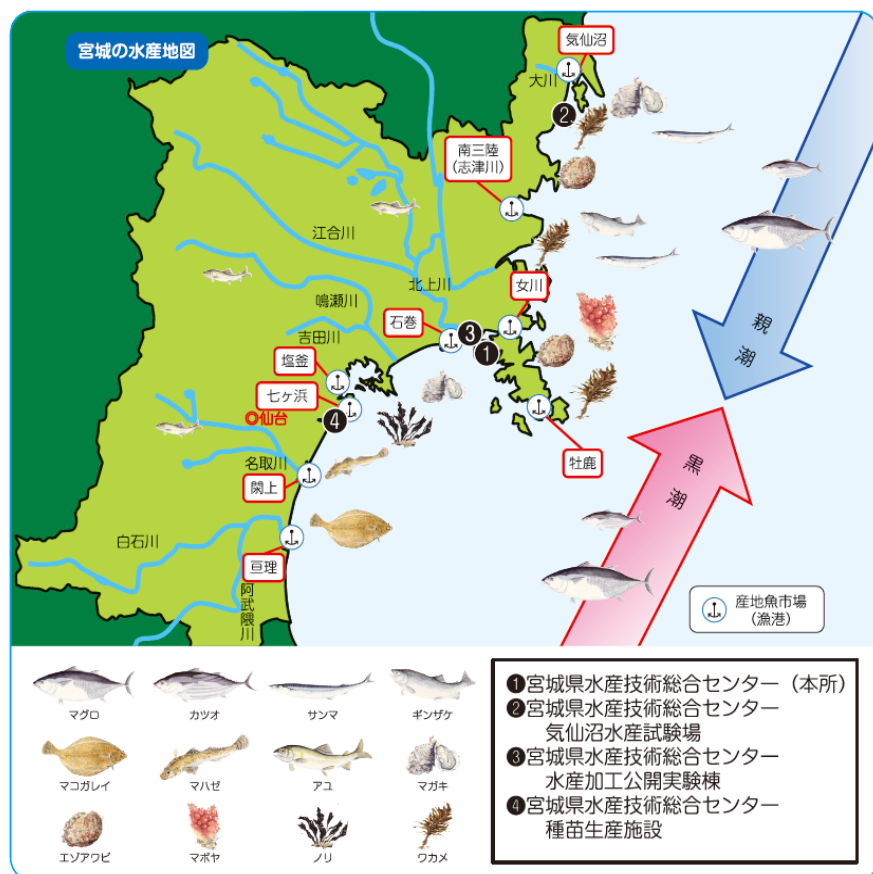 宮城の水産地図
気仙沼
大川
❷
南三陸
(志津川)
江合川
北上川
女川
鳴瀬川
石巻
❸
❶
吉田川
塩釜
七ヶ浜
◎仙台
❹
牡鹿
名取川
閖上
白石川
亘理
阿武隈川
親潮
黒潮
産地魚市場
(漁港)
マグロ
カツオ
サンマ
ギンザケ
マコガレイ
マハゼ
アユ
マガキ
エゾアワビ
マボヤ
ノリ
ワカメ
❶宮城県水産技術総合センター(本所)
❷宮城県水産技術総合センター
気仙沼水産試験場
❸宮城県水産技術総合センター
水産加工公開実験棟
❹宮城県水産技術総合センター
種苗生産施設